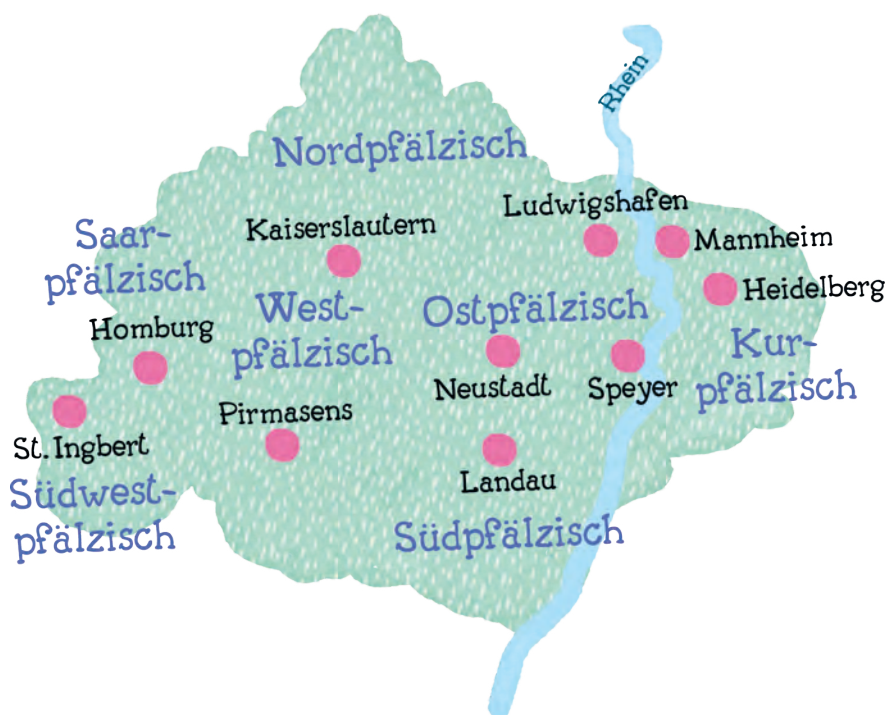 Rhein
Nordpfälzisch
Ludwigshafen
Kaiserslautern
Mannheim
Saar-
pfälzisch
Heidelberg
West-
pfälzisch
Ostpfälzisch
Homburg
Kur-
pfälzisch
Neustadt
Speyer
Pirmasens
St. Ingbert
Landau
Südwest-
pfälzisch
Südpfälzisch